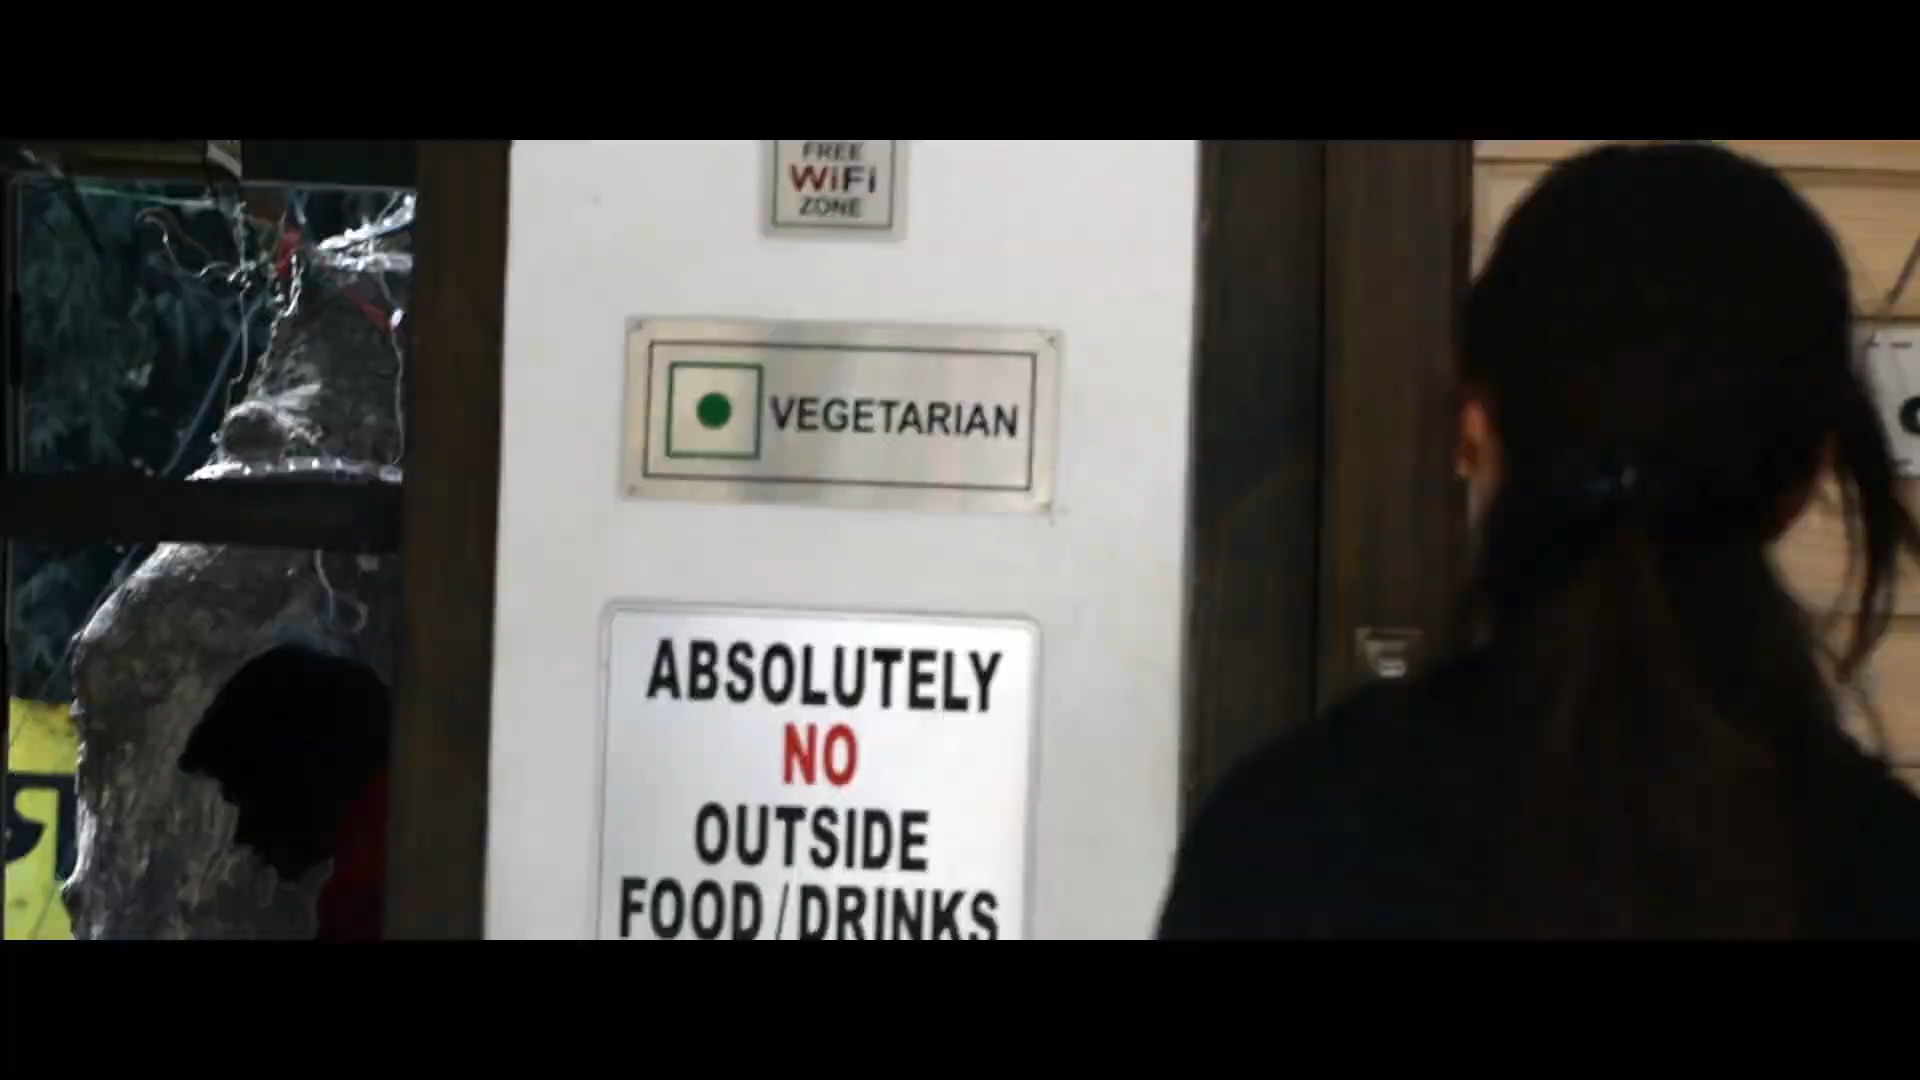 FREE
WiFi
ZONE
VEGETARIAN
ABSOLUTELY
NO
OUTSIDE
FOOD/DRINKS